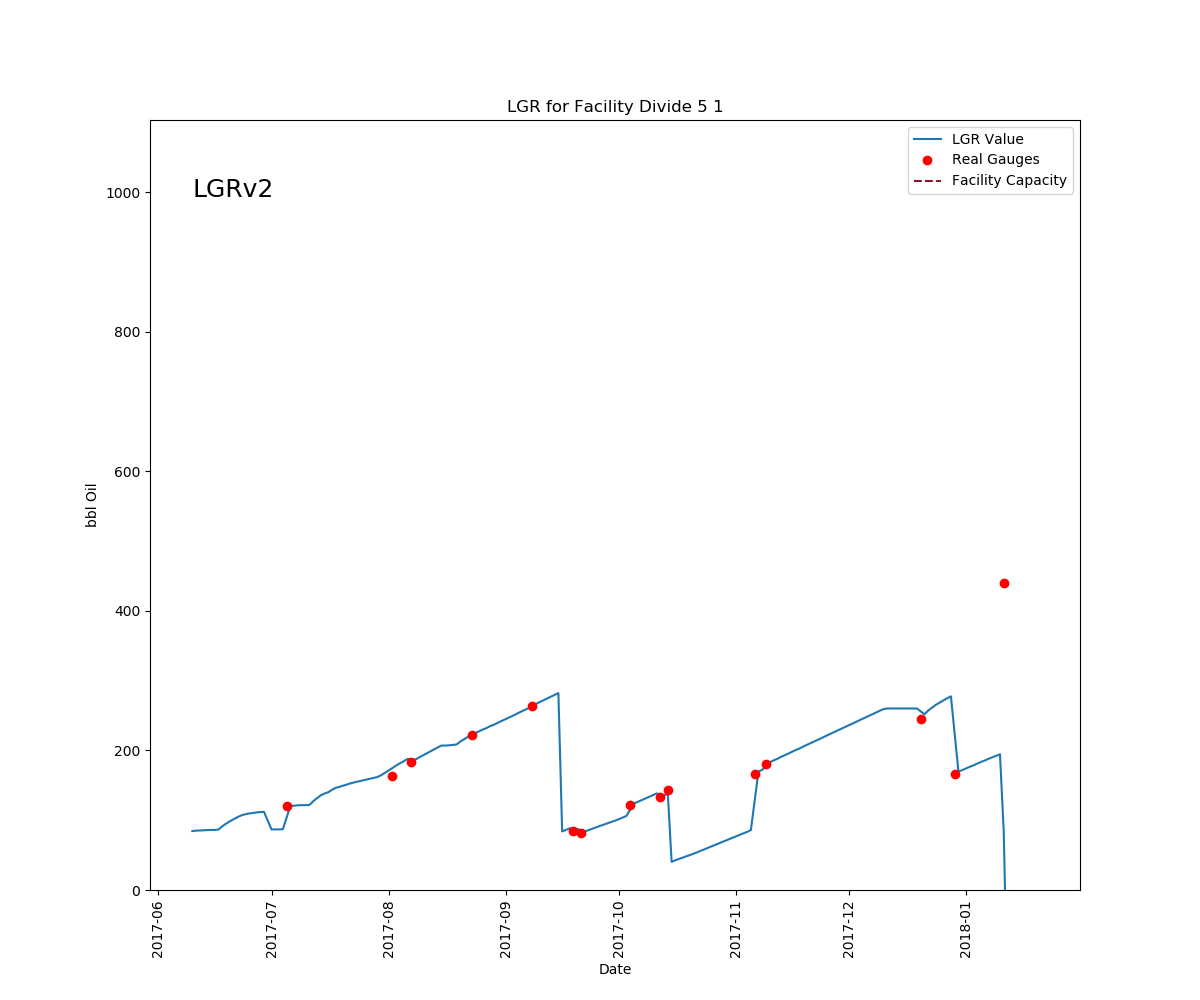 LGR for Facility Divide 5 1
LGRv2
LGR Value
Real Gauges
Facility Capacity
bbl Oil
1000
800
600
400
200
0
2017-06
2017-07
2017-08
2017-09
2017-10
2017-11
2017-12
2018-01
Date